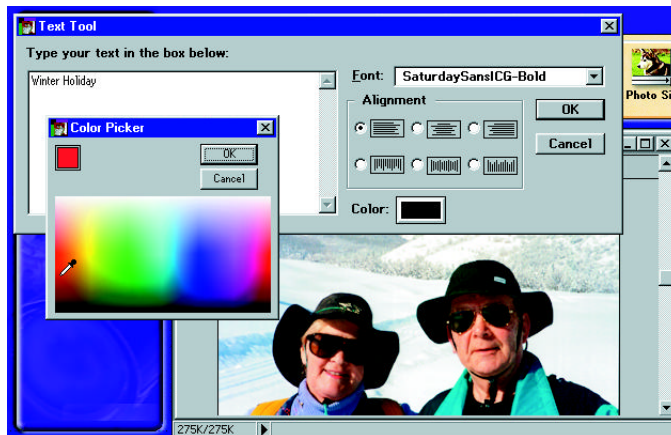 Text Tool
Type your text in the box below:
Winter Holiday
Font: SaturdaySansICG-Bold
Alignment
OK
Cancel
Color:
Color Picker
OK
Cancel
Photo Si
275K/275K